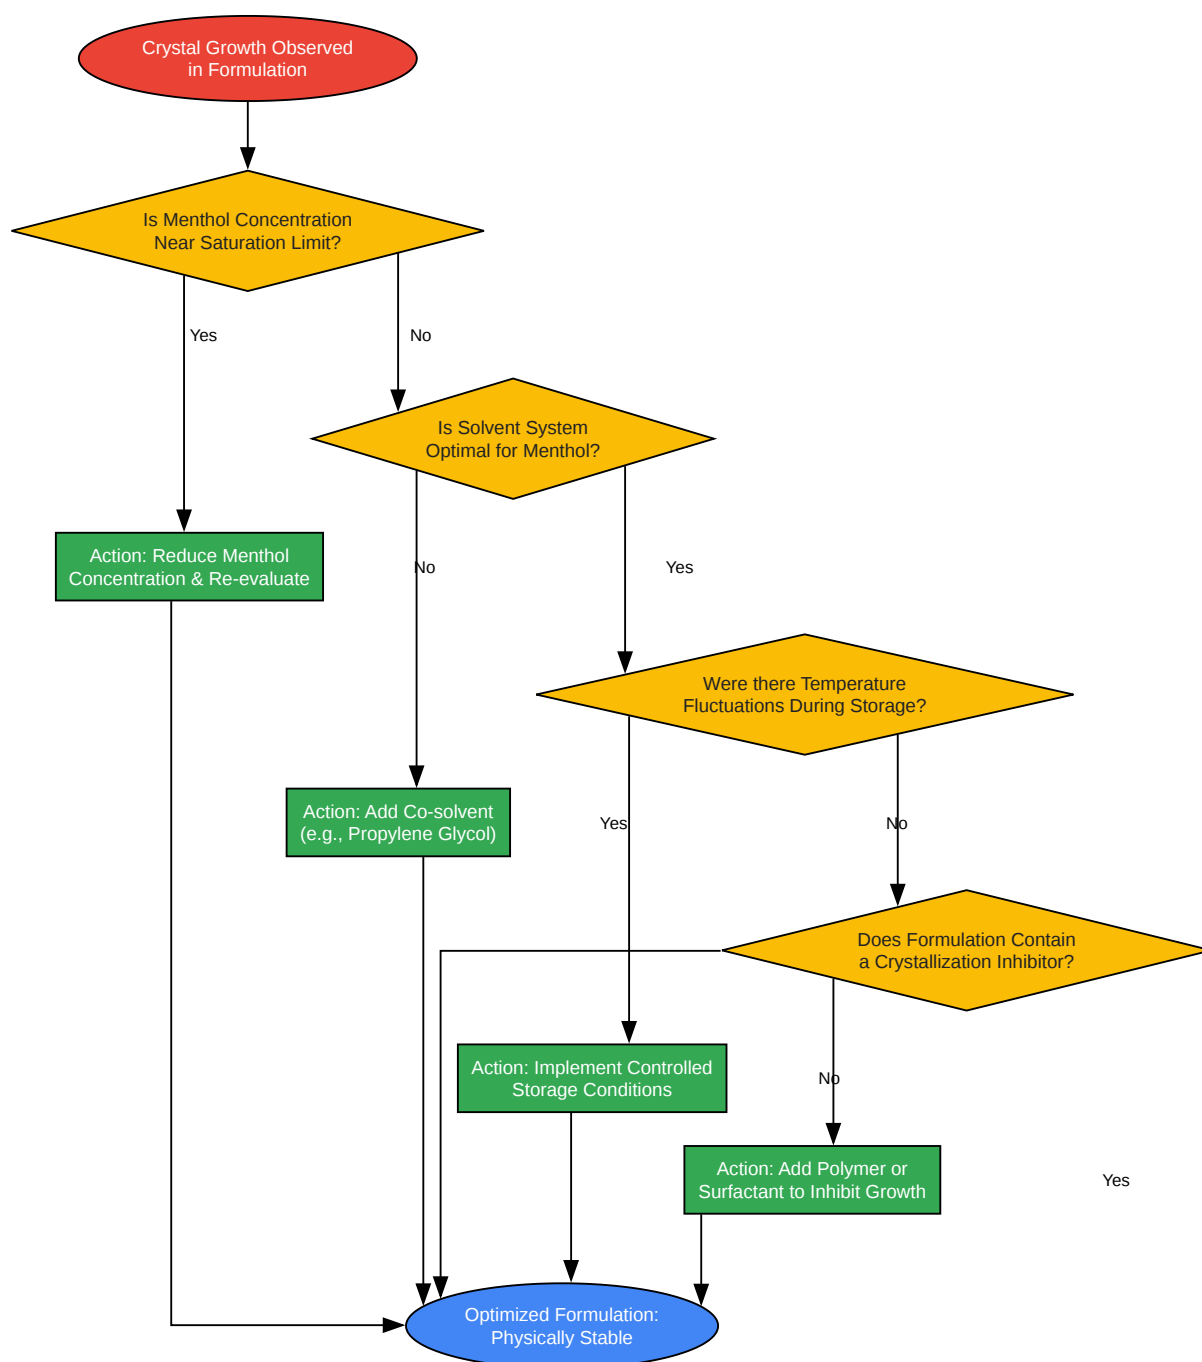 Crystal Growth Observed
in Formulation
Is Menthol Concentration
Near Saturation Limit?
Yes
No
Is Solvent System
Optimal for Menthol?
Action: Reduce Menthol
Concentration & Re-evaluate
No
Yes
Were there Temperature
Fluctuations During Storage?
Action: Add Co-solvent
(e.g., Propylene Glycol)
Yes
No
Does Formulation Contain
a Crystallization Inhibitor?
Action: Implement Controlled
Storage Conditions
No
Action: Add Polymer or
Surfactant to Inhibit Growth
Yes
Optimized Formulation:
Physically Stable